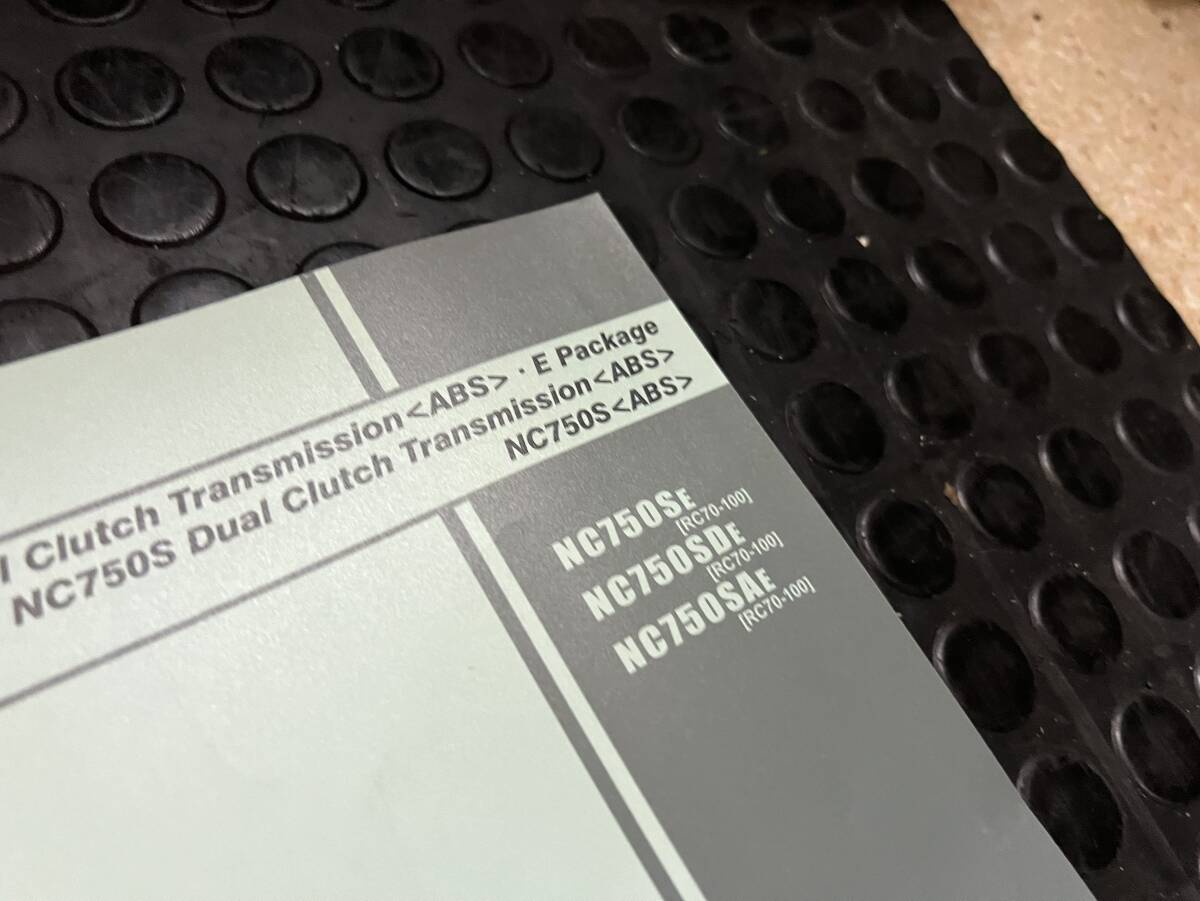 Clutch Transmission<ABS>・E Package
NC750S Dual Clutch Transmission<ABS>
NC750S<ABS>
NC750SE
[RC70-100]
NC750SDE
[RC70-100]
NC750SAE
[RC70-100]